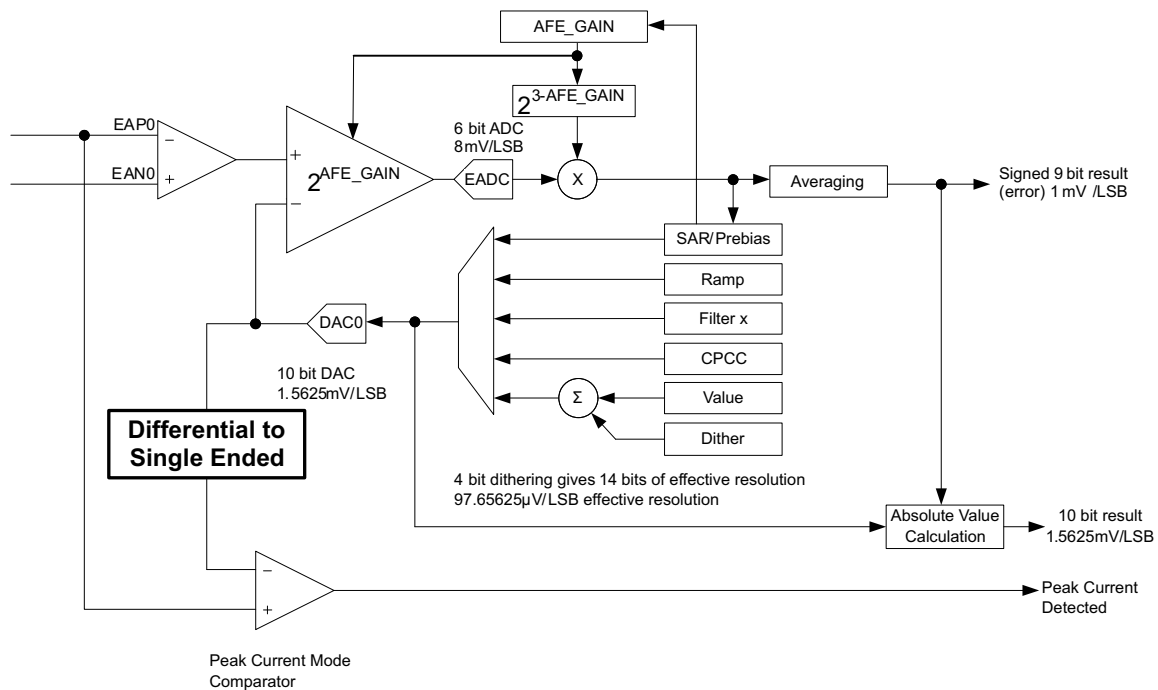 AFE_GAIN
2 3-AFE_GAIN
EAP0
−
EAN0
+
6 bit ADC
8mV/LSB
+
2 AFE_GAIN
−
EADC
X
Averaging
Signed 9 bit result
(error) 1 mV /LSB
SAR/Prebias
Ramp
Filter x
CPCC
Value
Dither
Σ
DAC0
10 bit DAC
1.5625mV/LSB
Differential to
Single Ended
4 bit dithering gives 14 bits of effective resolution
97.65625µV/LSB effective resolution
Absolute Value
Calculation
10 bit result
1.5625mV/LSB
−
+
Peak Current
Detected
Peak Current Mode
Comparator